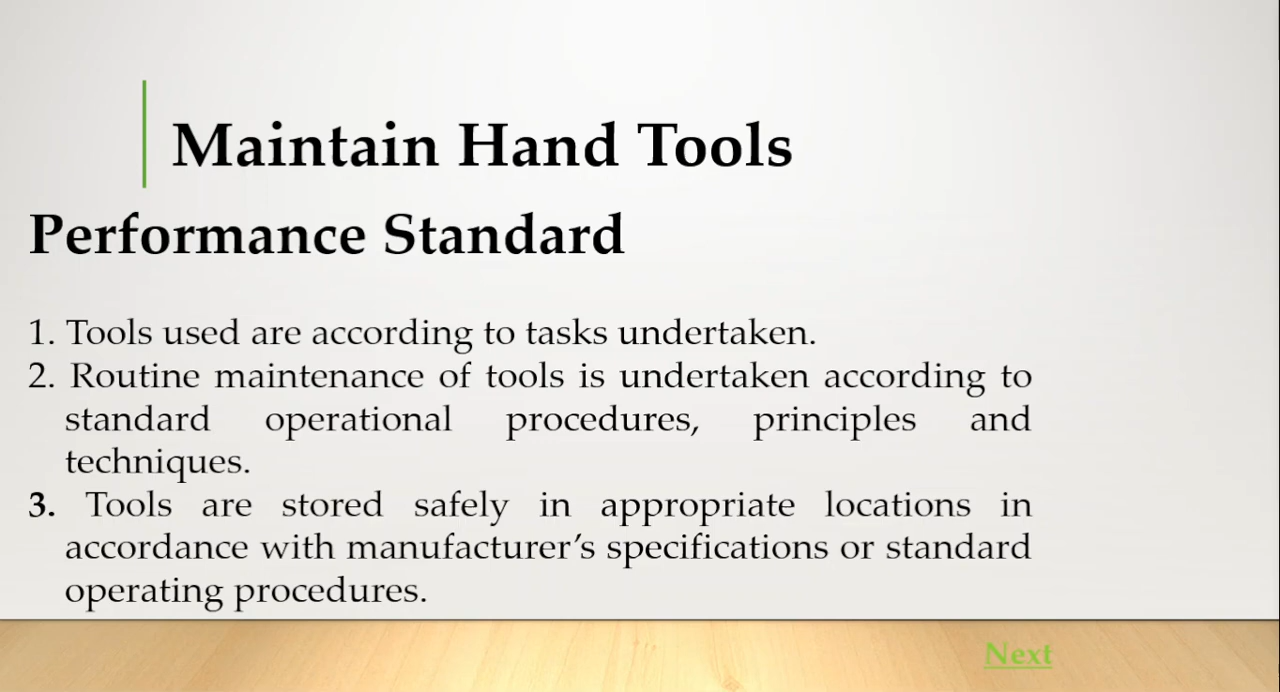 Maintain Hand Tools
Performance Standard
1. Tools used are according to tasks undertaken.
2. Routine maintenance of tools is undertaken according to
standard operational procedures, principles and
techniques.
3. Tools are stored safely in appropriate locations in
accordance with manufacturer’s specifications or standard
operating procedures.
Next